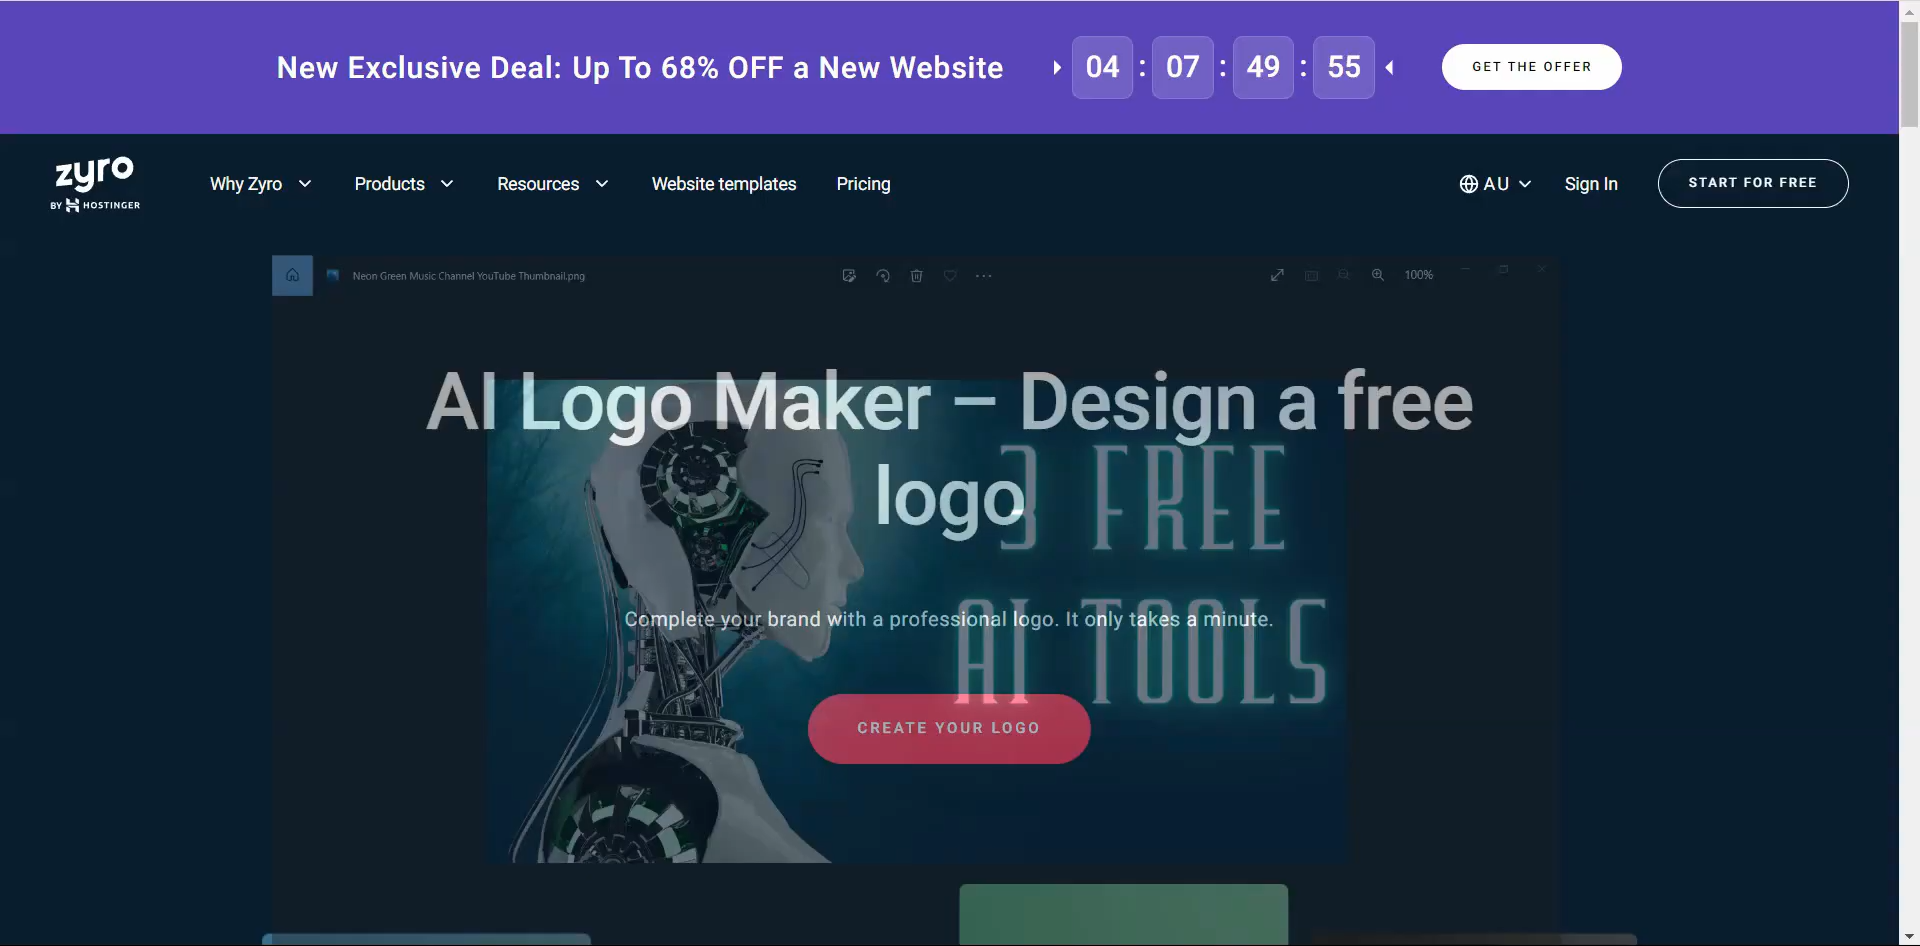 New Exclusive Deal: Up To 68% OFF a New Website
04 : 07 : 49 : 55
GET THE OFFER
zyro
BY HOSTINGER
Why Zyro
Products
Resources
Website templates
Pricing
AU
Sign In
START FOR FREE
Neon Green Music Channel YouTube Thumbnail.png
100%
AI Logo Maker – Design a free
logo
3 FREE
AI TOOLS
Complete your brand with a professional logo. It only takes a minute.
CREATE YOUR LOGO